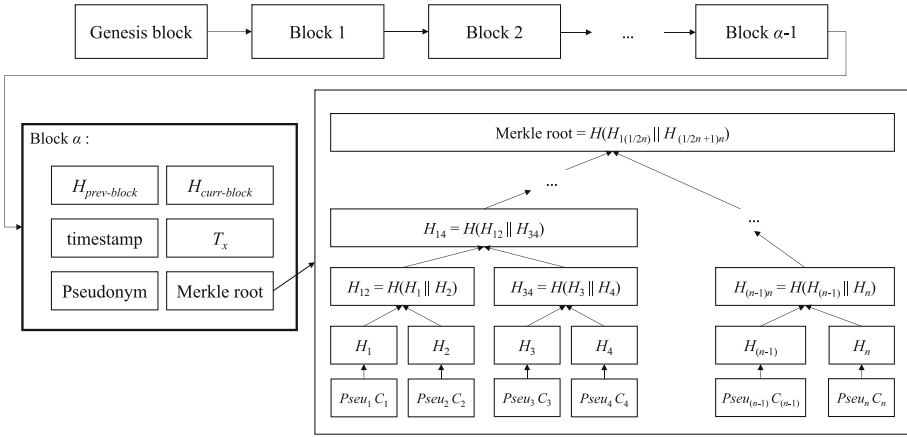 Genesis block Block 1 Block 2 ... Block α-1
Block α :
H_prev-block H_curr-block
timestamp T_x
Pseudonym Merkle root
Merkle root = H(H_1(1/2n) || H_(1/2n+1)n)
... ...
H_14 = H(H_12 || H_34)
H_12 = H(H_1 || H_2) H_34 = H(H_3 || H_4) H_(n-1)n = H(H_(n-1) || H_n)
H_1 H_2 H_3 H_4 H_(n-1) H_n
Pseu_1 C_1 Pseu_2 C_2 Pseu_3 C_3 Pseu_4 C_4 Pseu_(n-1) C_(n-1) Pseu_n C_n